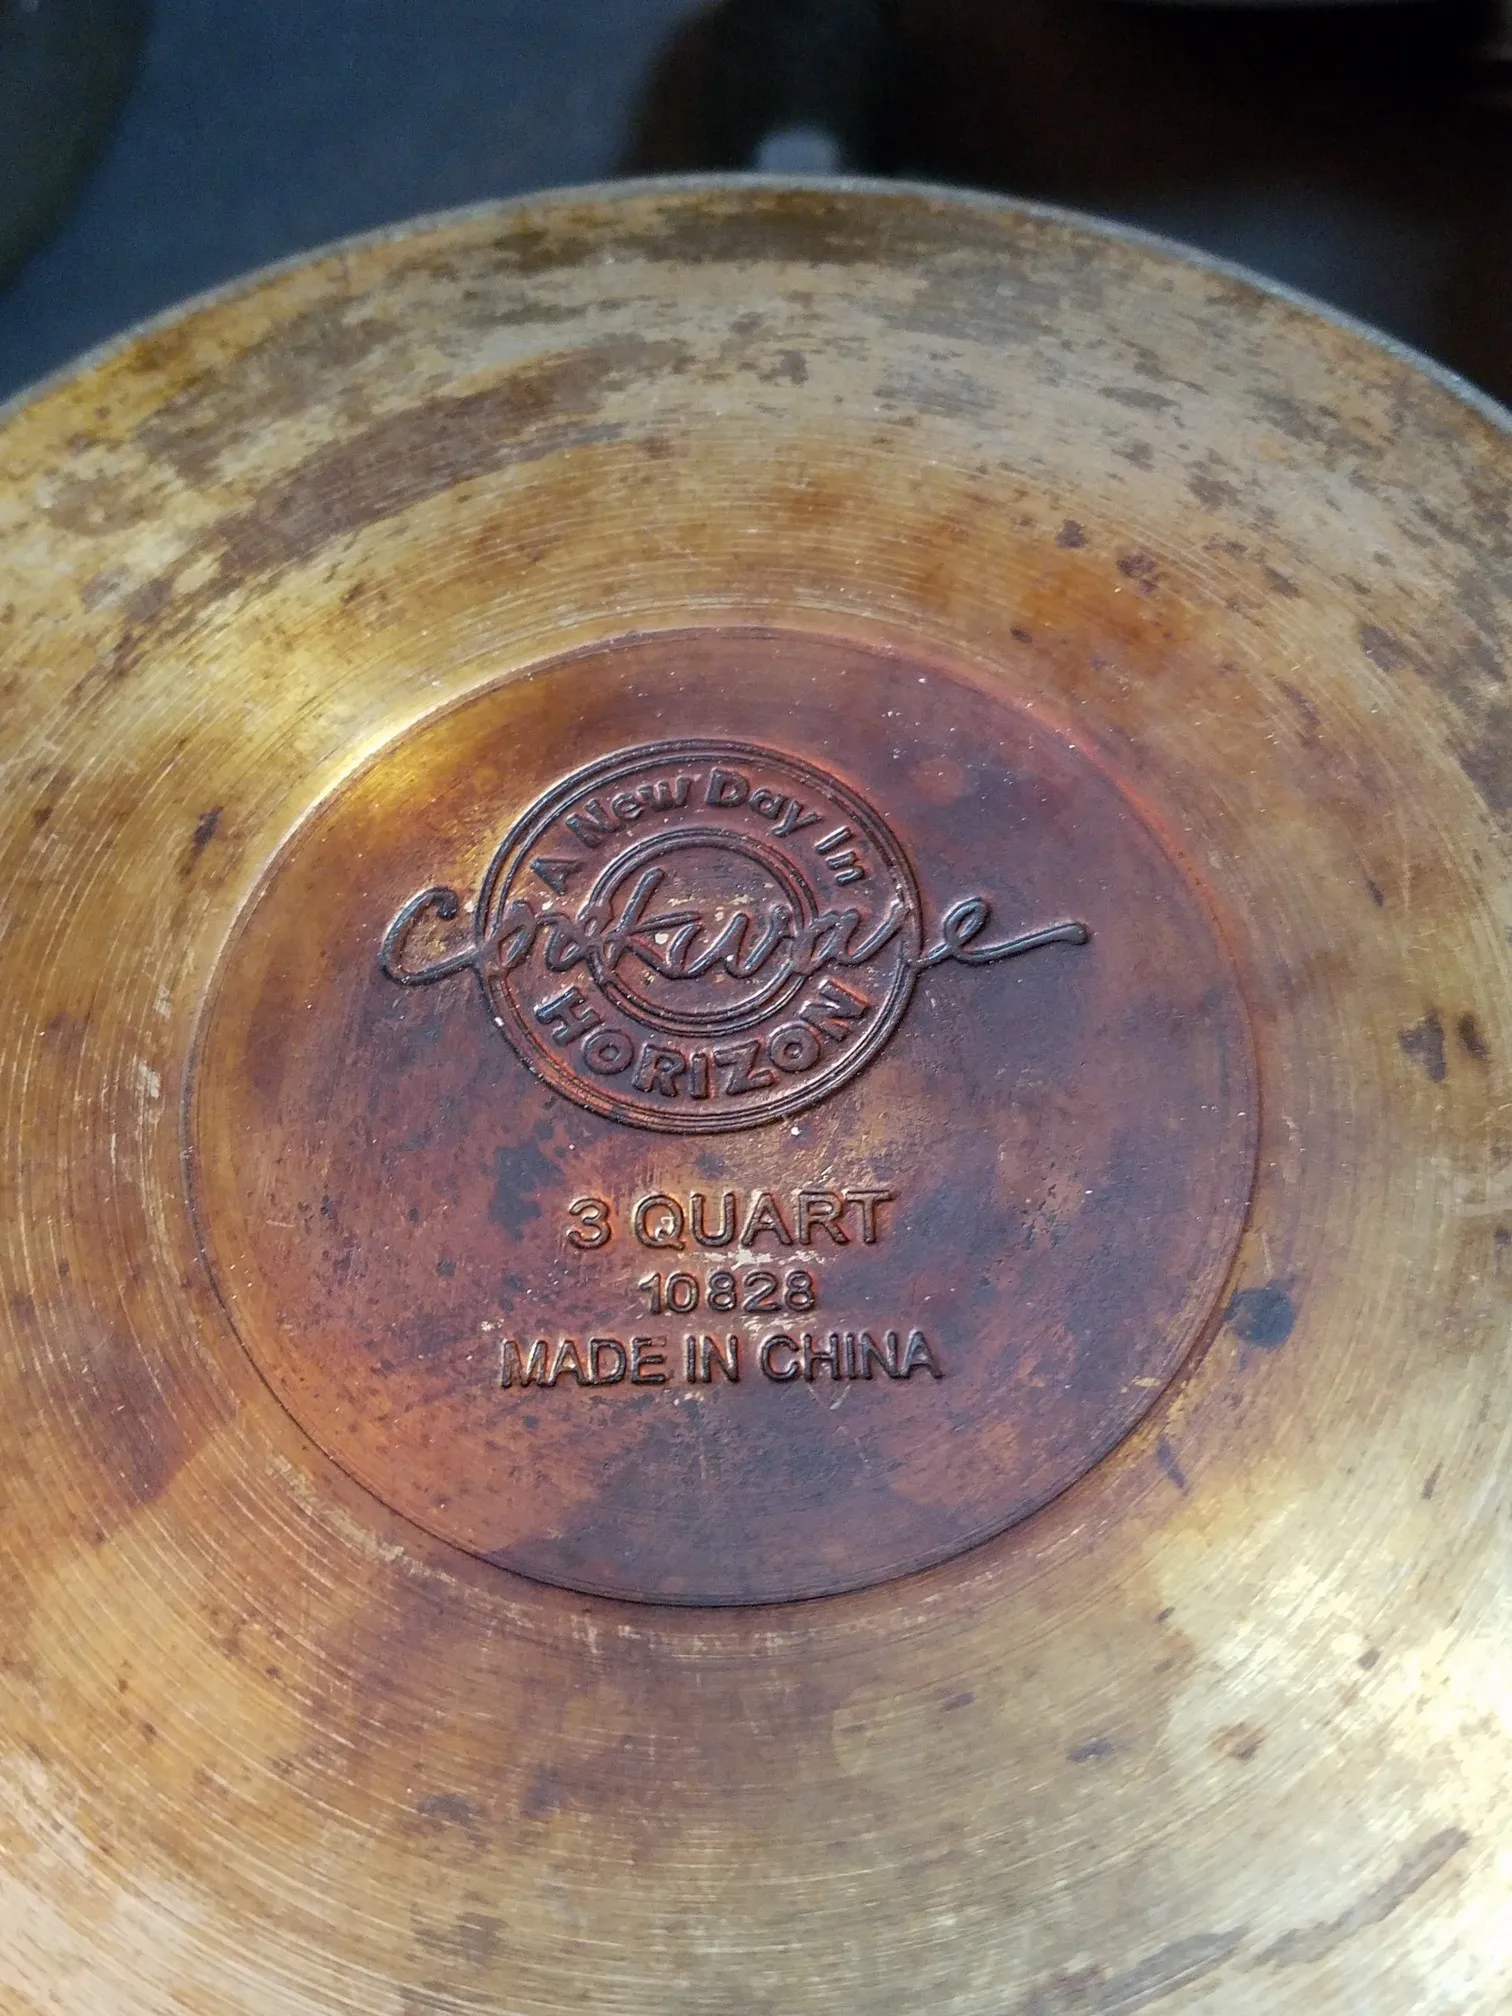 A New Day In
Cookware
HORIZON
3 QUART
10828
MADE IN CHINA